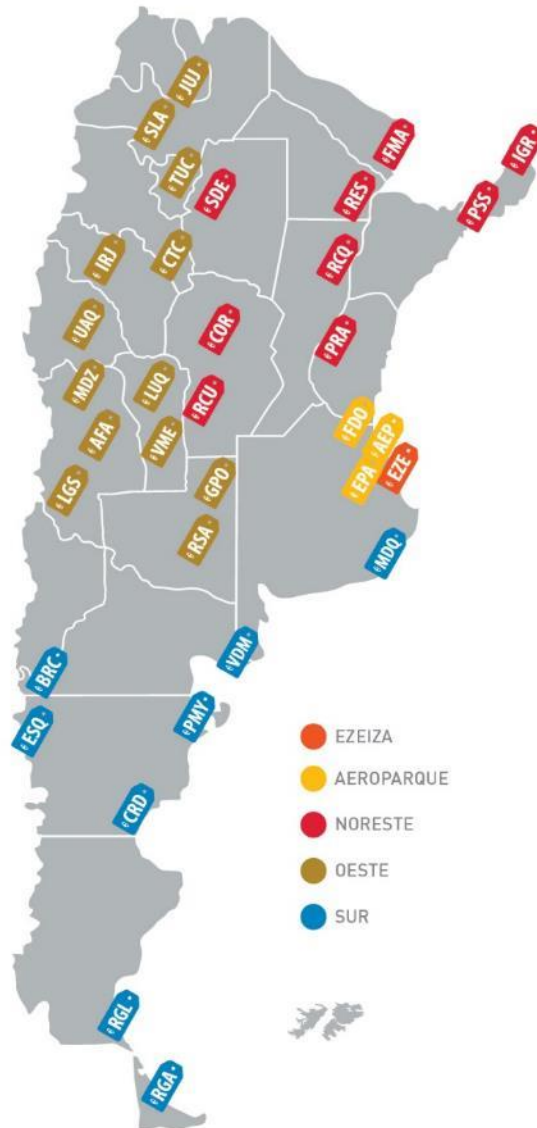 JUJ
SLA
FMA
IGR
TUC
SDE
RES
PSS
IRJ
CTC
RCQ
UAQ
COR
PRA
MDZ
LUQ
RCU
FDO
AFA
VME
AEP
LGS
GPO
EPA
EZE
RSA
MDQ
BRC
VDM
ESQ
PMY
CRD
EZEIZA
AEROPARQUE
NORESTE
OESTE
SUR
RGL
RGA